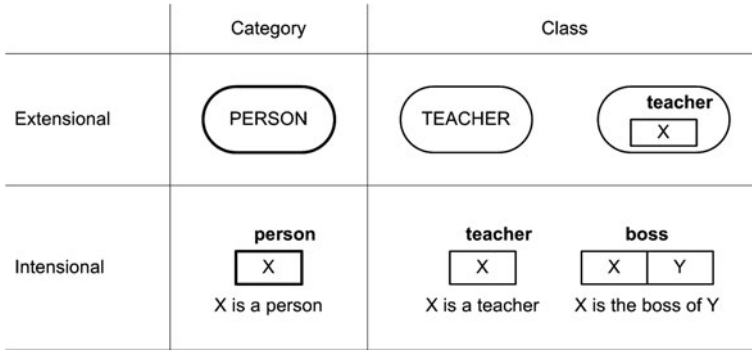 Category Class
Extensional
PERSON TEACHER teacher
X
Intensional
person teacher boss
X X X Y
X is a person X is a teacher X is the boss of Y